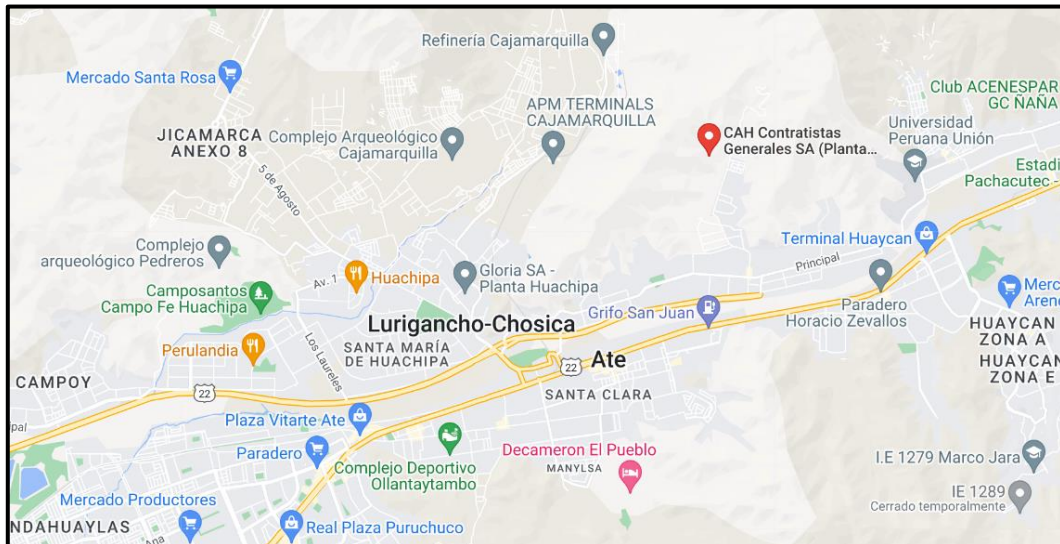 Refinería Cajamarquilla
Mercado Santa Rosa
Club ACENESPAR
GC ÑAÑA
APM TERMINALS
CAJAMARQUILLA
JICAMARCA
ANEXO 8
Complejo Arqueológico
Cajamarquilla
CAH Contratistas
Generales SA (Planta...
Universidad
Peruana Unión
Estadi
Pachacutec -
5 de Agosto
Complejo
arqueológico Pedreros
Terminal Huaycan
Principal
Av. 1
Huachipa
Gloria SA -
Planta Huachipa
Camposantos
Campo Fe Huachipa
Merc
Aren
Paradero
Horacio Zevallos
Grifo San Juan
Lurigancho-Chosica
SANTA MARÍA
DE HUACHIPA
HUAYCAN
ZONA A
Perulandia
Los Laureles
22
Ate
HUAYCAN
ZONA E
CAMPOY
22
SANTA CLARA
Plaza Vitarte Ate
pal
Paradero
Complejo Deportivo
Ollantaytambo
Decameron El Pueblo
MANYLSA
I.E 1279 Marco Jara
IE 1289
Cerrado temporalmente
Mercado Productores
NDAHUAYLAS
Ana
Real Plaza Puruchuco